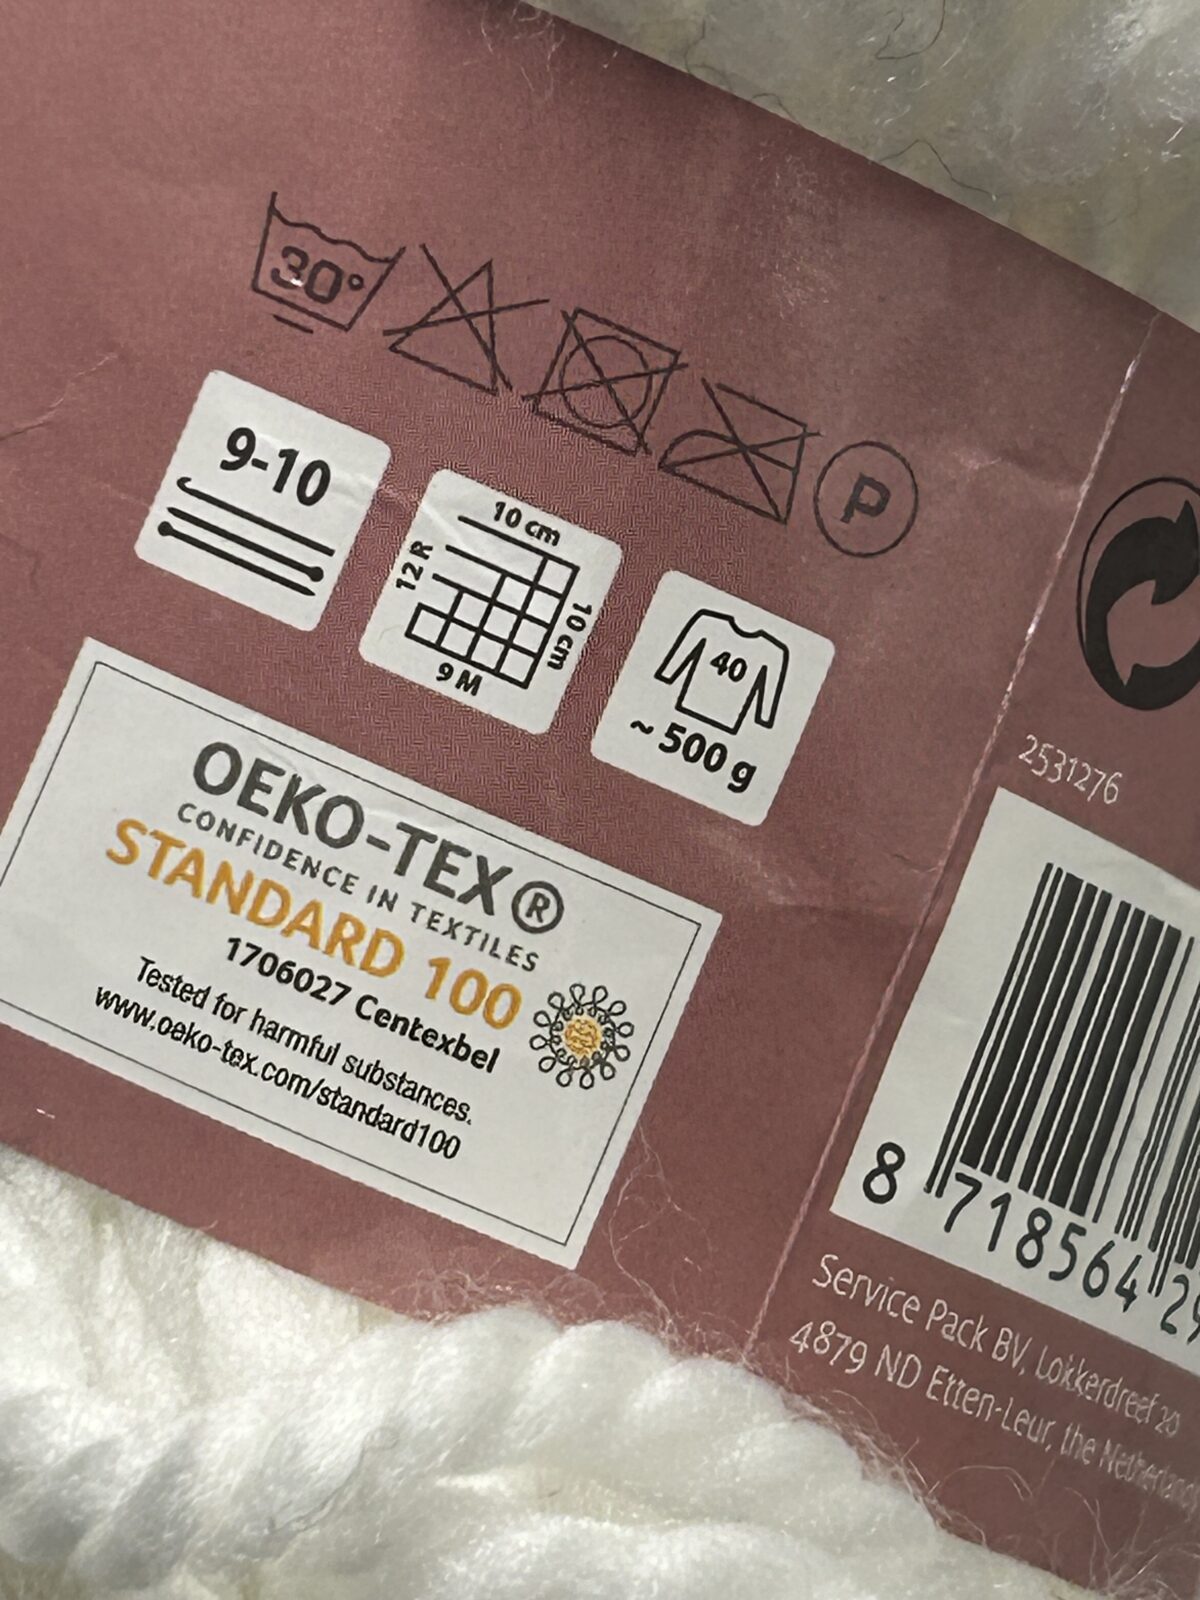 30°
P
9-10
10 cm
12 R
10 cm
9 M
40
~ 500 g
OEKO-TEX®
CONFIDENCE IN TEXTILES
STANDARD 100
1706027 Centexbel
Tested for harmful substances.
www.oeko-tex.com/standard100
2531276
8 718564 29
Service Pack BV, Lokkerdreef 20
4879 ND Etten-Leur, the Netherland